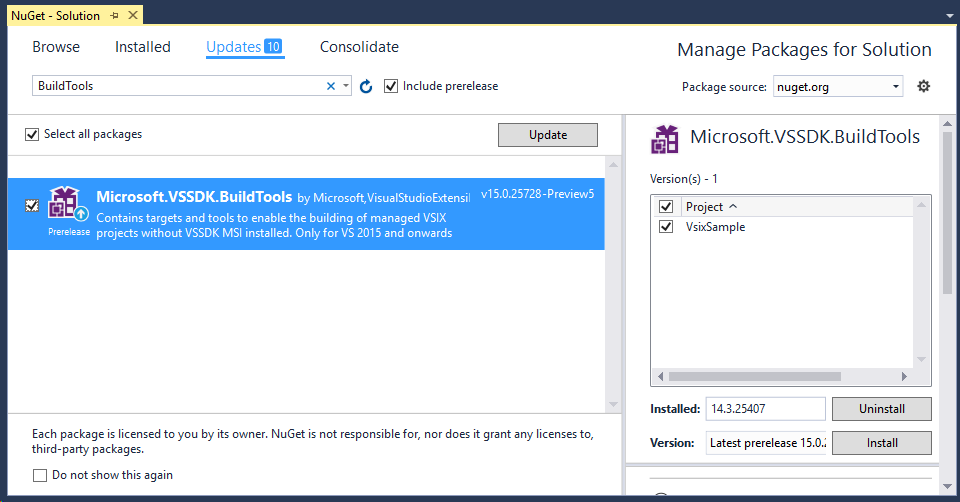 NuGet - Solution
Browse Installed Updates 10 Consolidate
Manage Packages for Solution
BuildTools
Include prerelease
Package source: nuget.org
Select all packages
Update
Microsoft.VSSDK.BuildTools by Microsoft,VisualStudioExtensi
v15.0.25728-Preview5
Contains targets and tools to enable the building of managed VSIX
projects without VSSDK MSI installed. Only for VS 2015 and onwards
Prerelease
Each package is licensed to you by its owner. NuGet is not responsible for, nor does it grant any licenses to,
third-party packages.
Do not show this again
Microsoft.VSSDK.BuildTools
Version(s) - 1
Project
VsixSample
Installed: 14.3.25407 Uninstall
Version: Latest prerelease 15.0.2 Install